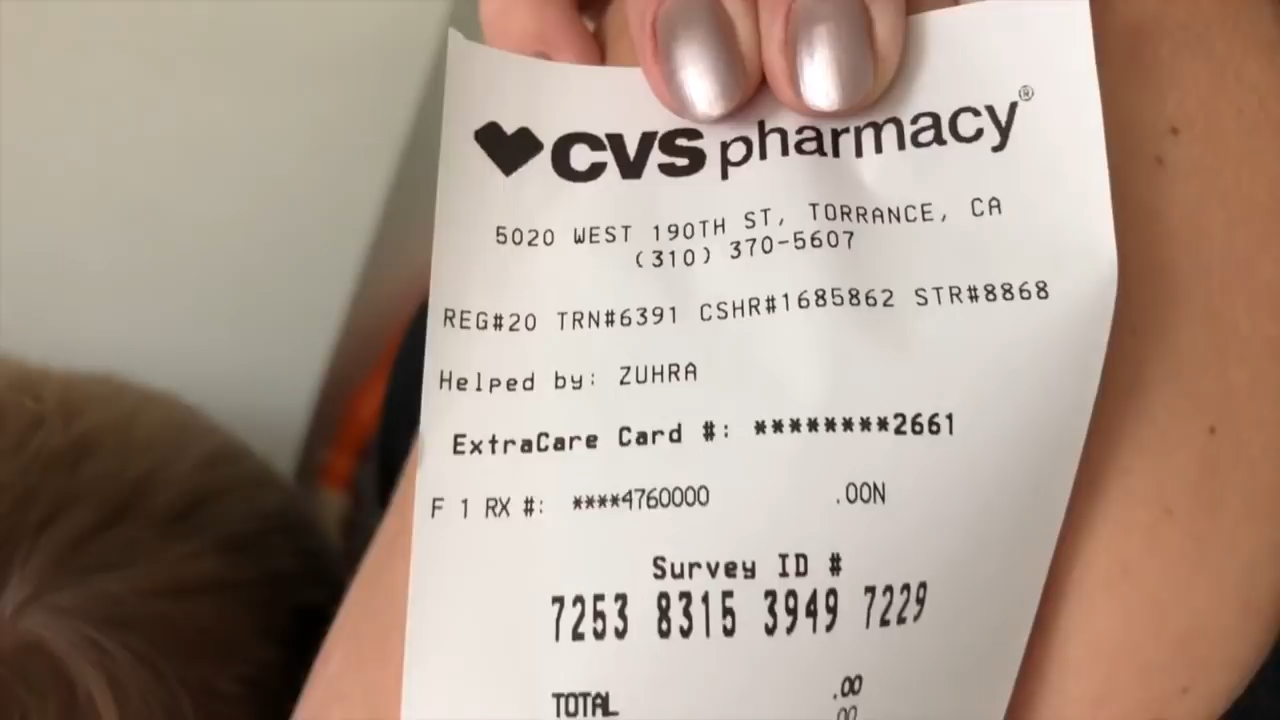 CVS pharmacy®
5020 WEST 190TH ST, TORRANCE, CA
(310) 370-5607
REG#20 TRN#6391 CSHR#1685862 STR#8868
Helped by: ZUHRA
ExtraCare Card #: ********2661
F 1 RX #: ****4760000 .00N
Survey ID #
7253 8315 3949 7229
TOTAL .00
.00